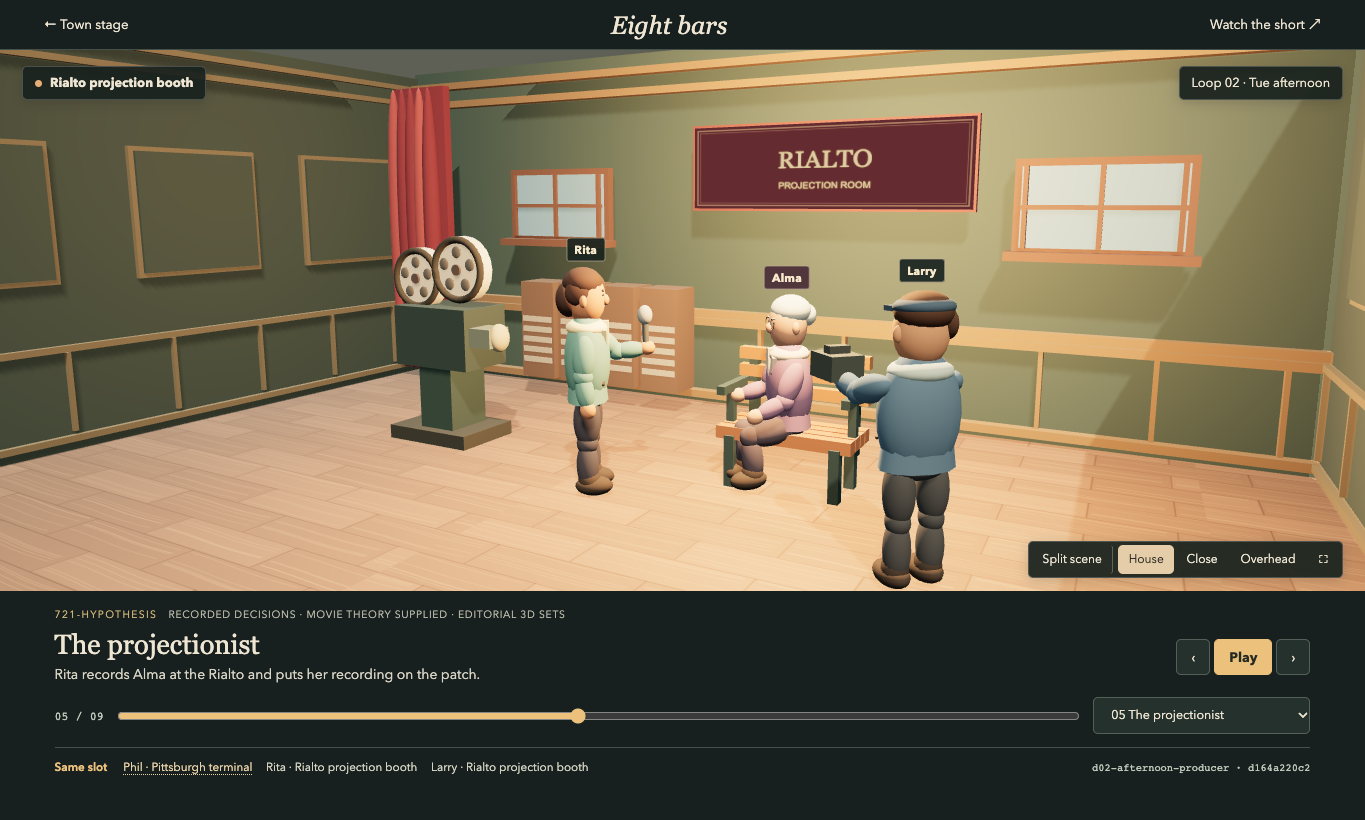 ← Town stage
Eight bars
Watch the short ↗
Rialto projection booth
Loop 02 · Tue afternoon
RIALTO
PROJECTION ROOM
Rita
Alma
Larry
Split scene
House
Close
Overhead
721-HYPOTHESIS RECORDED DECISIONS · MOVIE THEORY SUPPLIED · EDITORIAL 3D SETS
The projectionist
Rita records Alma at the Rialto and puts her recording on the patch.
‹
Play
›
05 / 09
05 The projectionist
Same slot Phil · Pittsburgh terminal Rita · Rialto projection booth Larry · Rialto projection booth
d02-afternoon-producer · d164a220c2